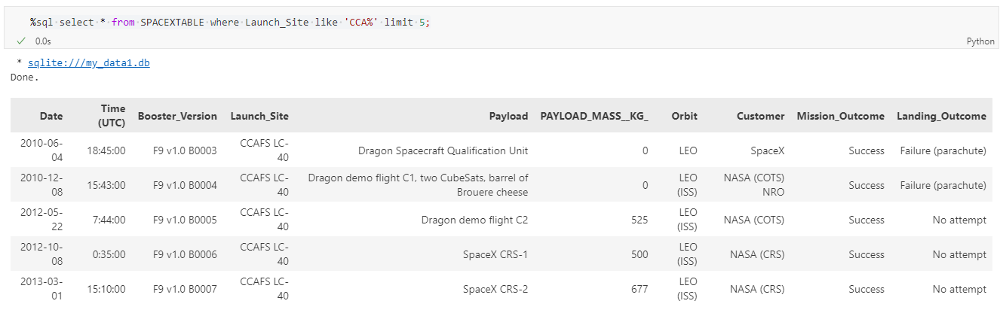 %sql select * from SPACEXTABLE where Launch_Site like 'CCA%' limit 5;
0.0s
Python
* sqlite:///my_data1.db
Done.
Date Time (UTC) Booster_Version Launch_Site Payload PAYLOAD_MASS__KG_ Orbit Customer Mission_Outcome Landing_Outcome
2010-06-04 18:45:00 F9 v1.0 B0003 CCAFS LC-40 Dragon Spacecraft Qualification Unit 0 LEO SpaceX Success Failure (parachute)
2010-12-08 15:43:00 F9 v1.0 B0004 CCAFS LC-40 Dragon demo flight C1, two CubeSats, barrel of Brouere cheese 0 LEO (ISS) NASA (COTS) NRO Success Failure (parachute)
2012-05-22 7:44:00 F9 v1.0 B0005 CCAFS LC-40 Dragon demo flight C2 525 LEO (ISS) NASA (COTS) Success No attempt
2012-10-08 0:35:00 F9 v1.0 B0006 CCAFS LC-40 SpaceX CRS-1 500 LEO (ISS) NASA (CRS) Success No attempt
2013-03-01 15:10:00 F9 v1.0 B0007 CCAFS LC-40 SpaceX CRS-2 677 LEO (ISS) NASA (CRS) Success No attempt